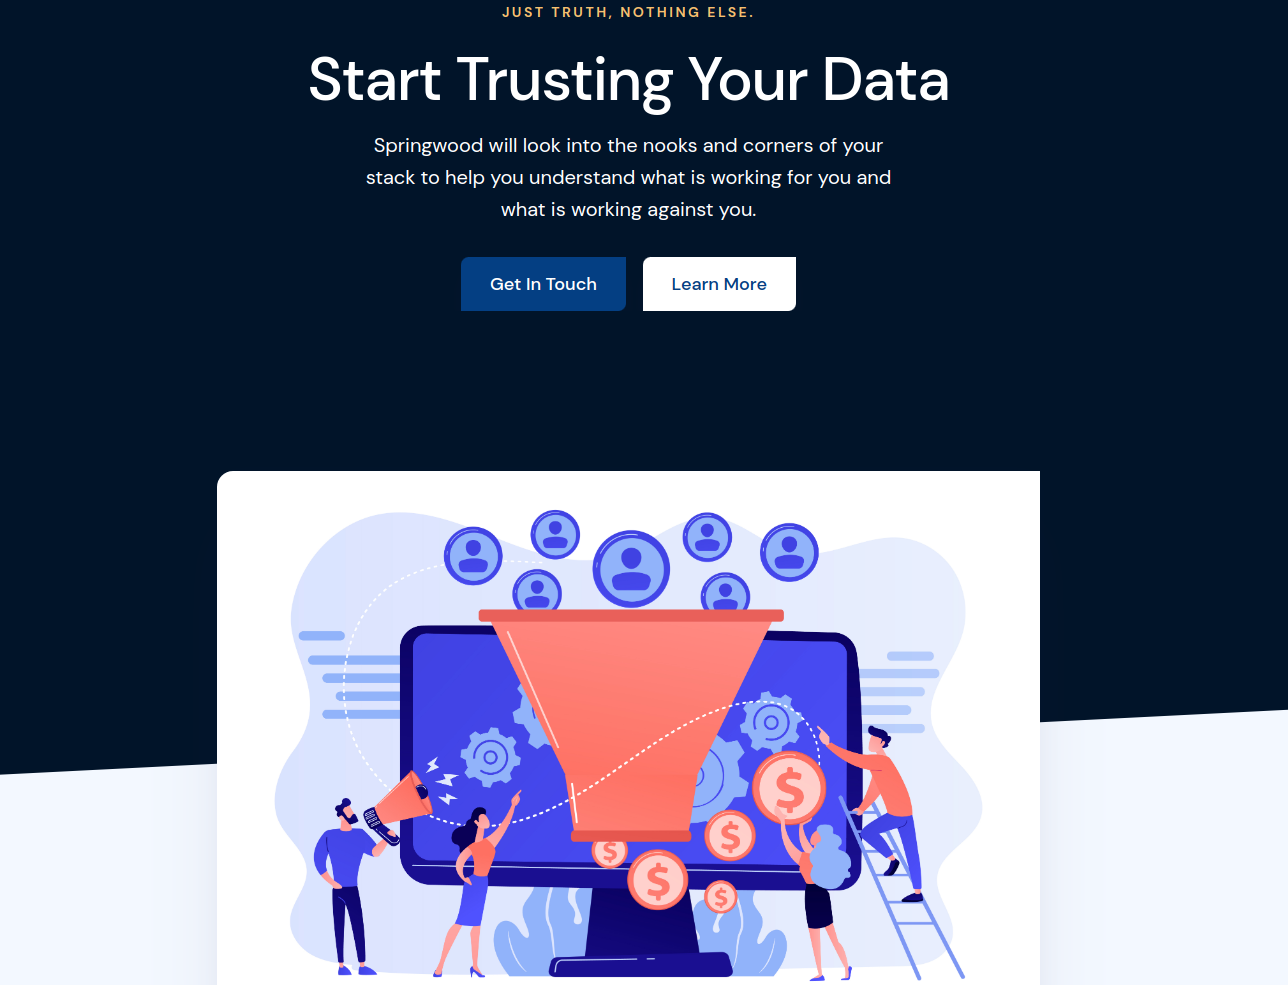 JUST TRUTH, NOTHING ELSE.
Start Trusting Your Data
Springwood will look into the nooks and corners of your
stack to help you understand what is working for you and
what is working against you.
Get In Touch
Learn More
$
$
$
$
$